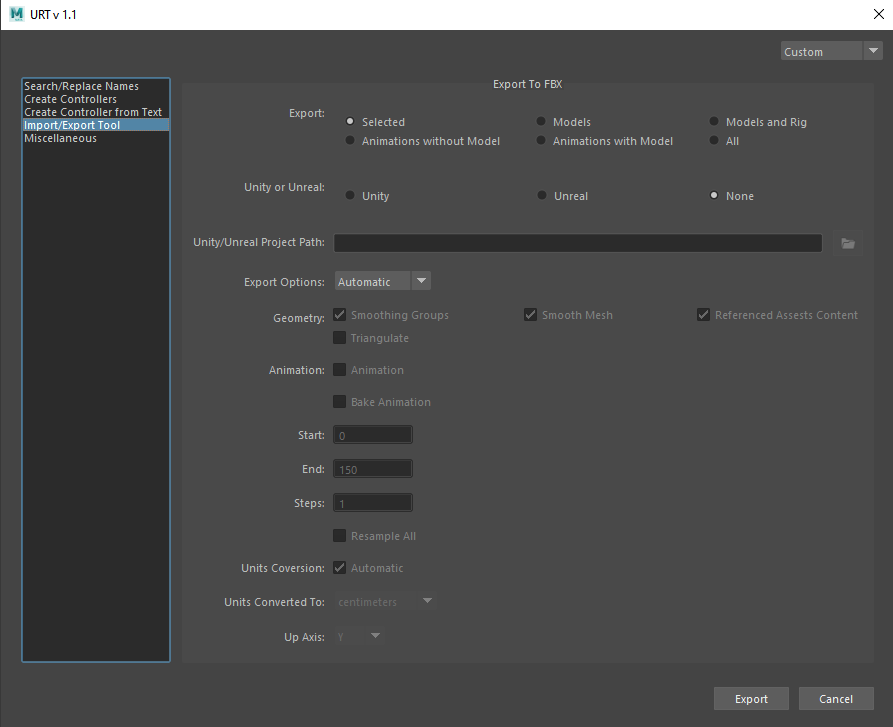 URT v 1.1
Custom
Search/Replace Names
Create Controllers
Create Controller from Text
Import/Export Tool
Miscellaneous
Export To FBX
Export: Selected Models Models and Rig
Animations without Model Animations with Model All
Unity or Unreal: Unity Unreal None
Unity/Unreal Project Path:
Export Options: Automatic
Geometry: Smoothing Groups Smooth Mesh Referenced Assests Content
Triangulate
Animation: Animation
Bake Animation
Start: 0
End: 150
Steps: 1
Resample All
Units Coversion: Automatic
Units Converted To: centimeters
Up Axis: Y
Export Cancel